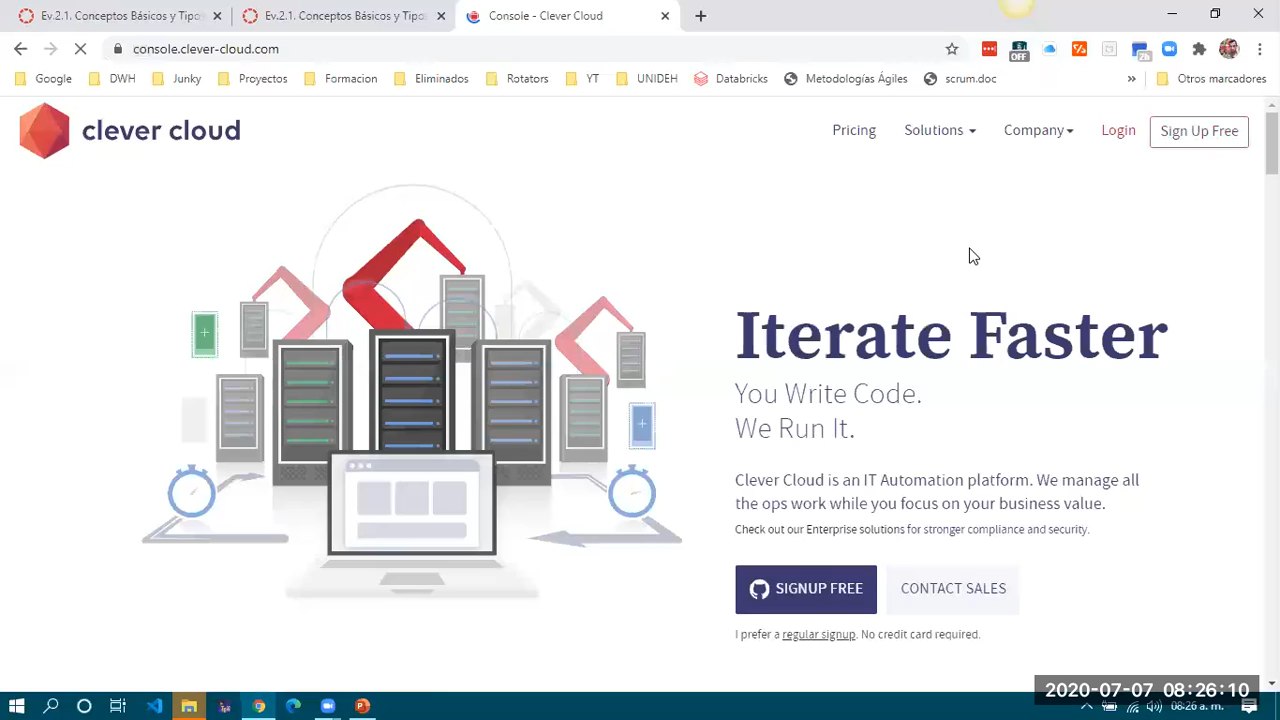 Ev.2.1. Conceptos Básicos y Tipos
Ev.2.1. Conceptos Básicos y Tipos
Console - Clever Cloud
console.clever-cloud.com
OFF
2h
Google
DWH
Junky
Proyectos
Formacion
Eliminados
Rotators
YT
UNIDEH
Databricks
Metodologías Ágiles
scrum.doc
»
Otros marcadores
clever cloud
Pricing
Solutions
Company
Login
Sign Up Free
Iterate Faster
You Write Code.
We Run It.
Clever Cloud is an IT Automation platform. We manage all
the ops work while you focus on your business value.
Check out our Enterprise solutions for stronger compliance and security.
SIGNUP FREE
CONTACT SALES
I prefer a regular signup. No credit card required.
2020-07-07 08:26:10
08:26 a. m.